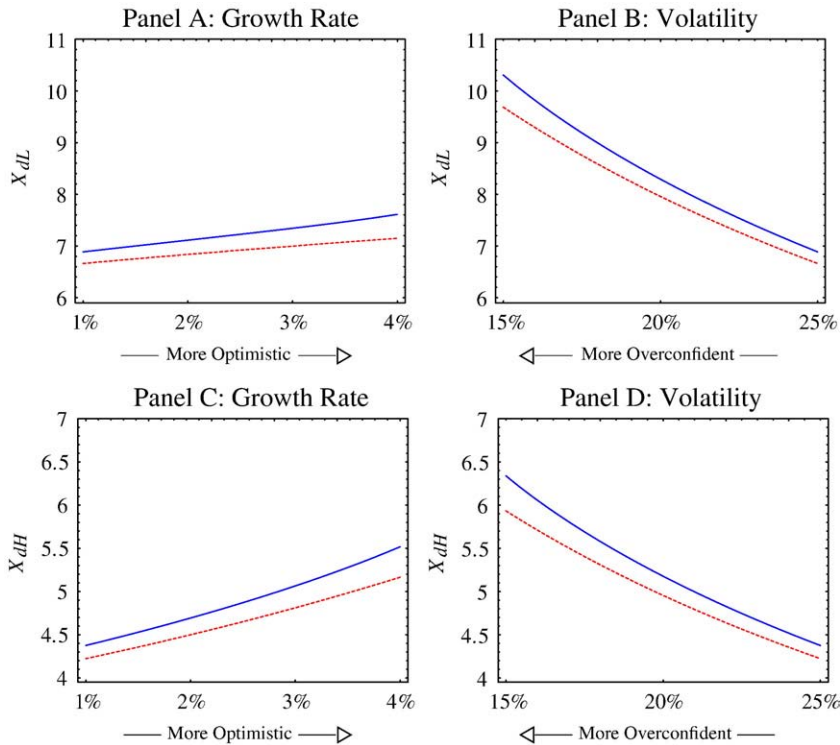 Panel A: Growth Rate
11
10
9
8
7
6
X_dL
1% 2% 3% 4%
More Optimistic
Panel B: Volatility
11
10
9
8
7
6
X_dL
15% 20% 25%
More Overconfident
Panel C: Growth Rate
7
6.5
6
5.5
5
4.5
4
X_dH
1% 2% 3% 4%
More Optimistic
Panel D: Volatility
7
6.5
6
5.5
5
4.5
4
X_dH
15% 20% 25%
More Overconfident